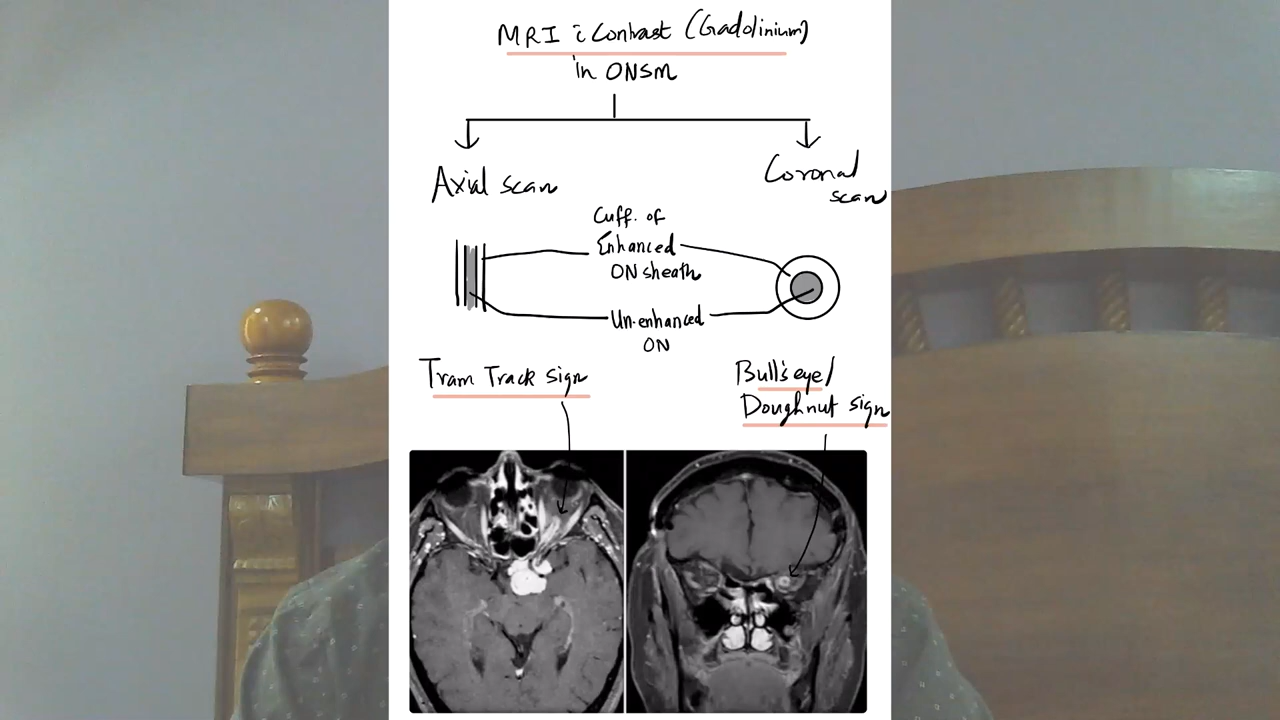 MRI c̄ Contrast (Gadolinium)
in ONSM
Axial scan
Coronal
scan
Cuff. of
Enhanced
ON sheath
Un-enhanced
ON
Tram Track sign
Bull's eye/
Doughnut sign